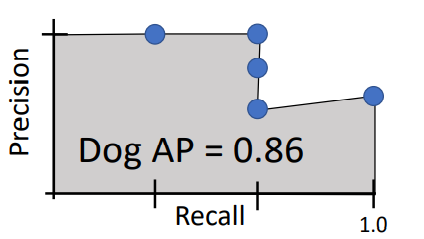 Precision
Dog AP = 0.86
Recall
1.0